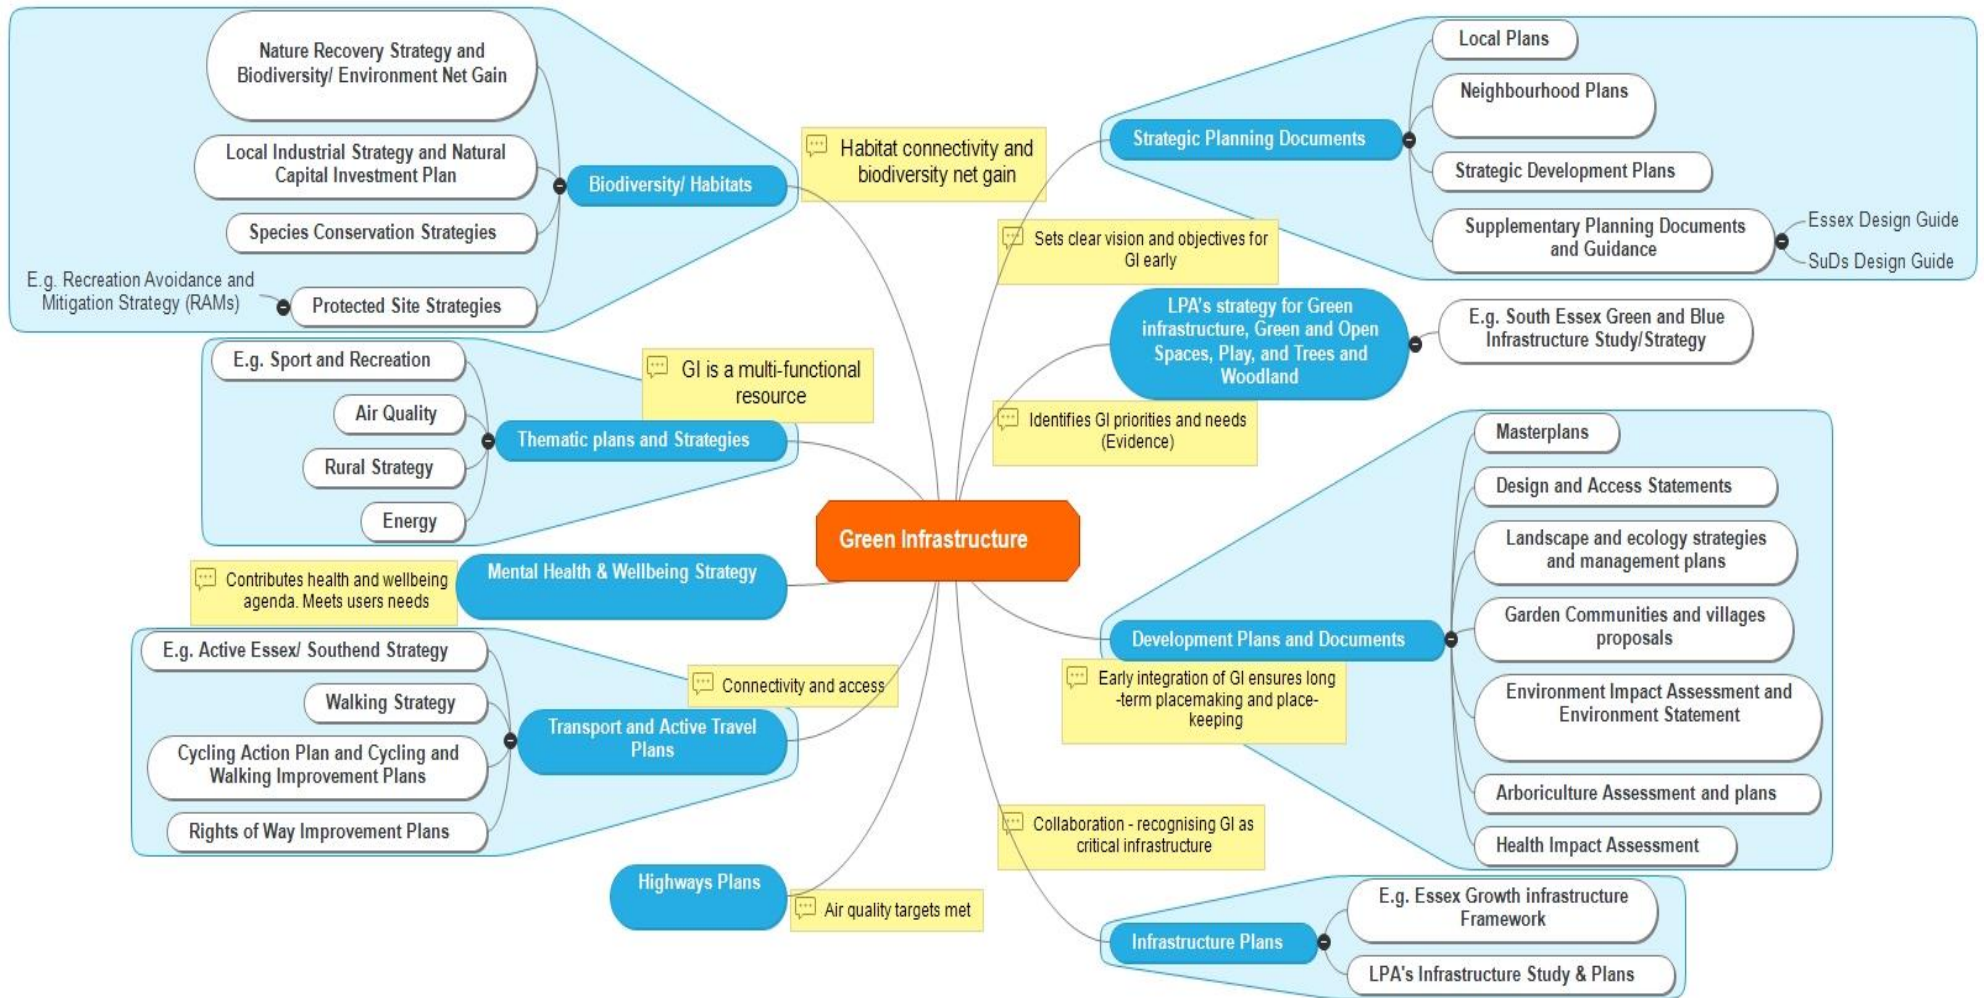 Nature Recovery Strategy and
Biodiversity/ Environment Net Gain
Local Industrial Strategy and Natural
Capital Investment Plan
Species Conservation Strategies
E.g. Recreation Avoidance and
Mitigation Strategy (RAMs)
Protected Site Strategies
Biodiversity/ Habitats
Habitat connectivity and
biodiversity net gain
E.g. Sport and Recreation
Air Quality
Rural Strategy
Energy
Thematic plans and Strategies
GI is a multi-functional
resource
Mental Health & Wellbeing Strategy
Contributes health and wellbeing
agenda. Meets users needs
E.g. Active Essex/ Southend Strategy
Walking Strategy
Cycling Action Plan and Cycling and
Walking Improvement Plans
Rights of Way Improvement Plans
Transport and Active Travel
Plans
Connectivity and access
Highways Plans
Air quality targets met
Green Infrastructure
Strategic Planning Documents
Sets clear vision and objectives for
GI early
Local Plans
Neighbourhood Plans
Strategic Development Plans
Supplementary Planning Documents
and Guidance
Essex Design Guide
SuDs Design Guide
LPA's strategy for Green
infrastructure, Green and Open
Spaces, Play, and Trees and
Woodland
E.g. South Essex Green and Blue
Infrastructure Study/Strategy
Identifies GI priorities and needs
(Evidence)
Development Plans and Documents
Early integration of GI ensures long
-term placemaking and place-
keeping
Masterplans
Design and Access Statements
Landscape and ecology strategies
and management plans
Garden Communities and villages
proposals
Environment Impact Assessment and
Environment Statement
Arboriculture Assessment and plans
Health Impact Assessment
Collaboration - recognising GI as
critical infrastructure
Infrastructure Plans
E.g. Essex Growth infrastructure
Framework
LPA's Infrastructure Study & Plans